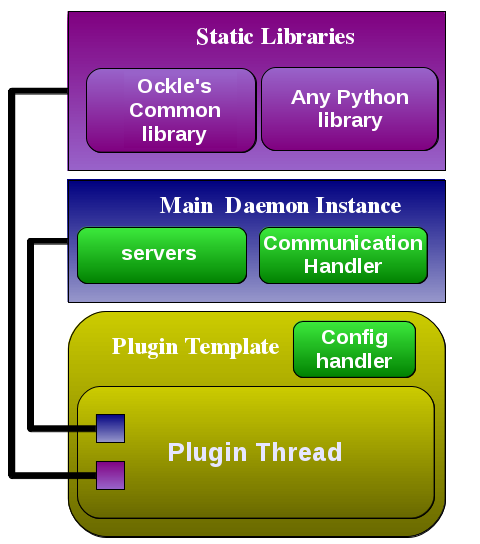 Static Libraries
Ockle's
Common
library
Any Python
library
Main Daemon Instance
servers
Communication
Handler
Plugin Template
Config
handler
Plugin Thread